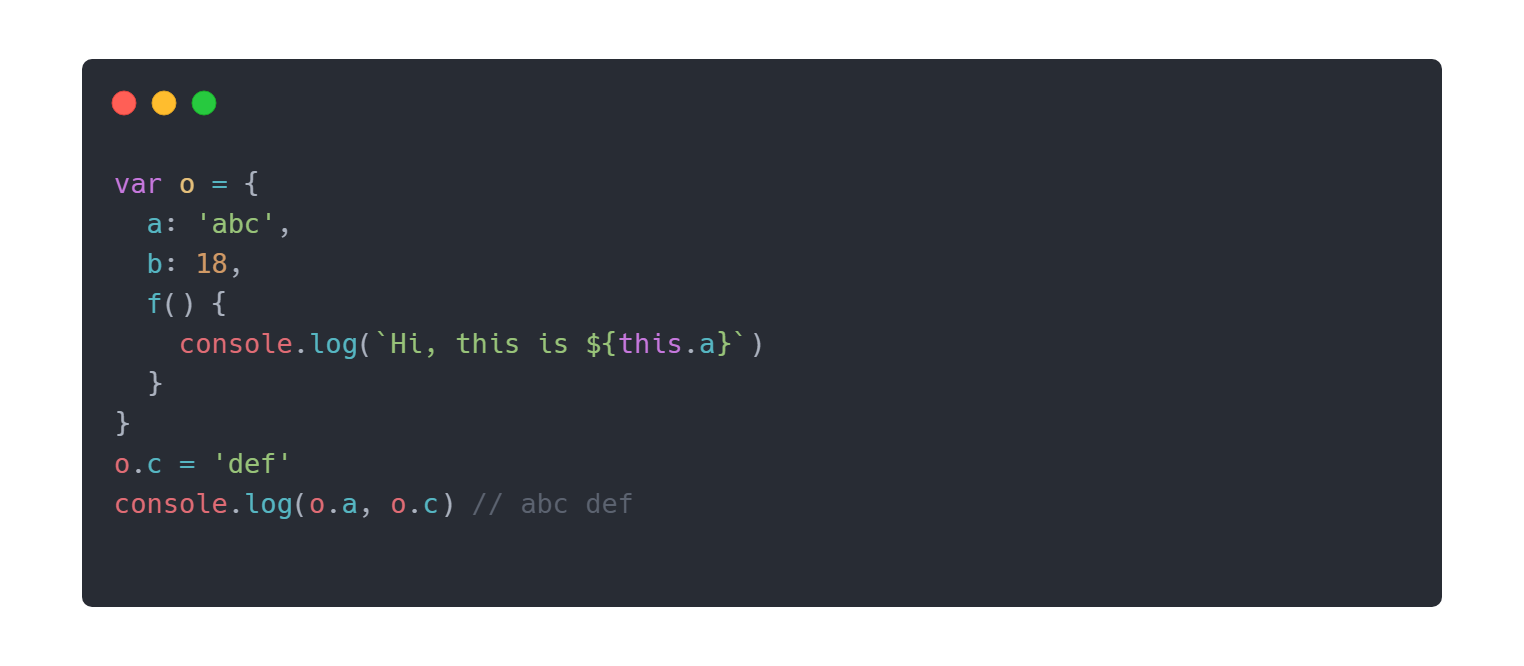 var o = {
  a: 'abc',
  b: 18,
  f() {
    console.log(`Hi, this is ${this.a}`)
  }
}
o.c = 'def'
console.log(o.a, o.c) // abc def